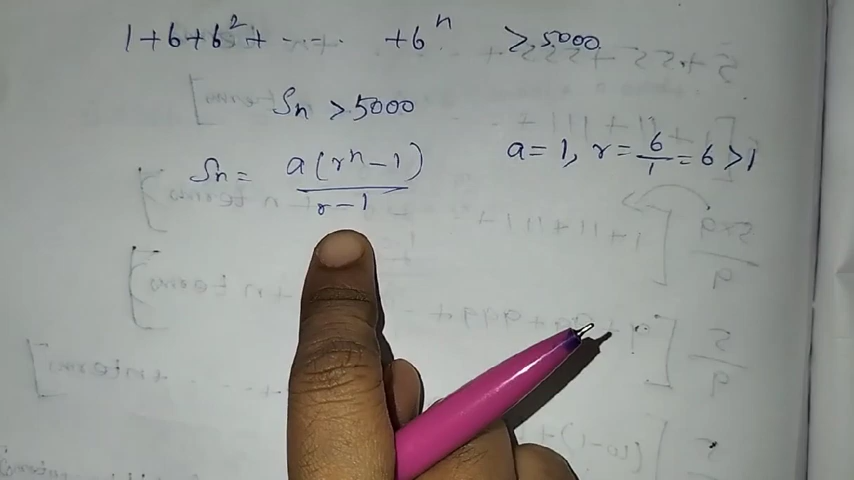 1+6+6²+ ----- +6ⁿ > 5000
Sn > 5000
Sn = a(rⁿ-1) / r-1
a=1, r= 6/1 = 6 >1